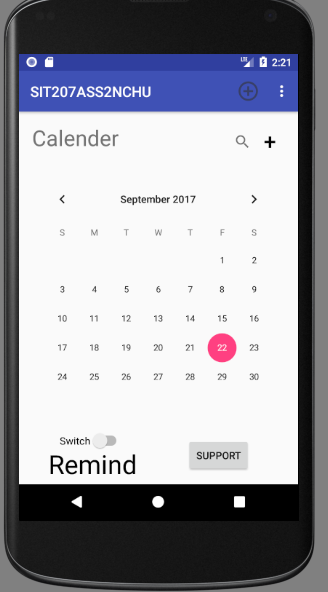 2:21
SIT207ASS2NCHU
Calender
September 2017
S M T W T F S
1 2
3 4 5 6 7 8 9
10 11 12 13 14 15 16
17 18 19 20 21 22 23
24 25 26 27 28 29 30
Switch
Remind
SUPPORT